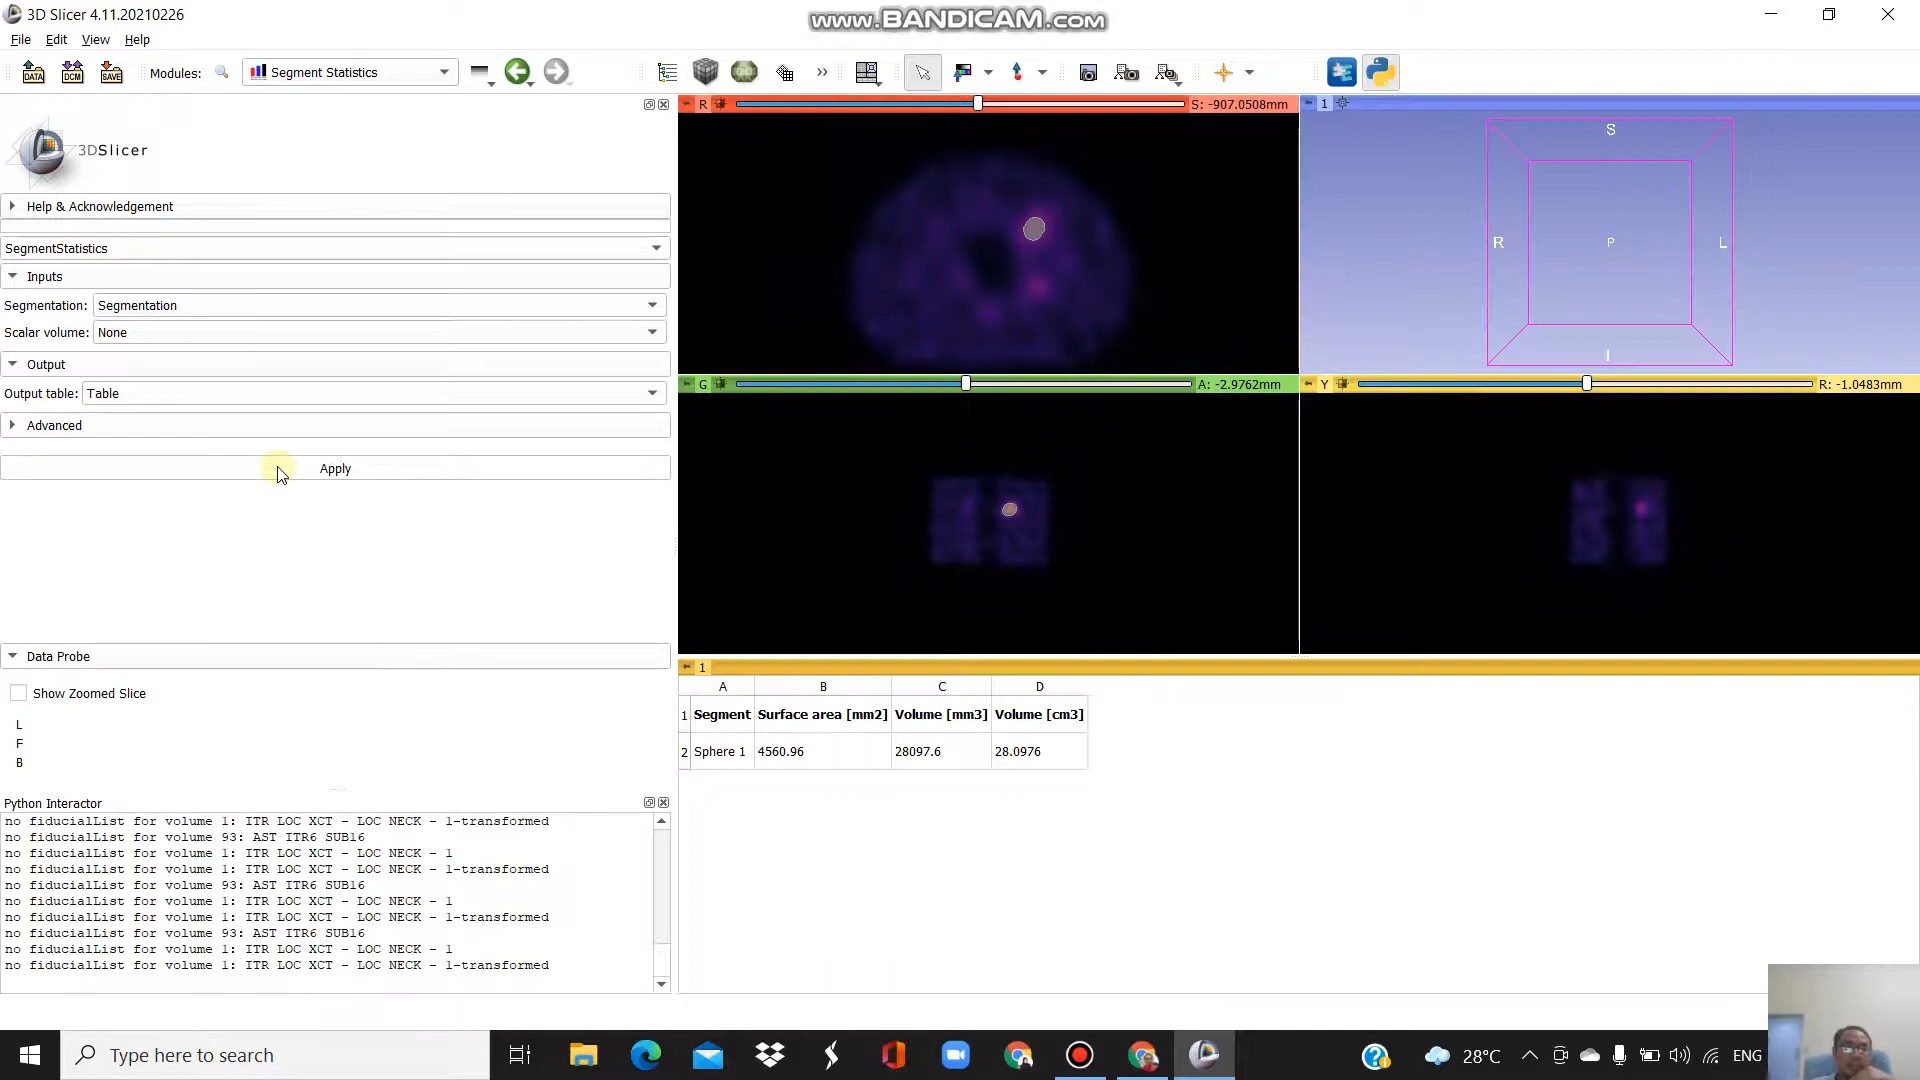 3D Slicer 4.11.20210226
www.BANDICAM.com
File Edit View Help
DATA DCM SAVE Modules: Segment Statistics »
R S: -907.0508mm
1
3DSlicer
Help & Acknowledgement
SegmentStatistics
Inputs
Segmentation: Segmentation
Scalar volume: None
Output
Output table: Table
Advanced
Apply
S
R P L
I
G A: -2.9762mm
Y R: -1.0483mm
Data Probe
Show Zoomed Slice
L
F
B
1
A B C D
1 Segment Surface area [mm2] Volume [mm3] Volume [cm3]
2 Sphere 1 4560.96 28097.6 28.0976
Python Interactor
no fiducialList for volume 1: ITR LOC XCT - LOC NECK - 1-transformed
no fiducialList for volume 93: AST ITR6 SUB16
no fiducialList for volume 1: ITR LOC XCT - LOC NECK - 1
no fiducialList for volume 1: ITR LOC XCT - LOC NECK - 1-transformed
no fiducialList for volume 93: AST ITR6 SUB16
no fiducialList for volume 1: ITR LOC XCT - LOC NECK - 1
no fiducialList for volume 1: ITR LOC XCT - LOC NECK - 1-transformed
no fiducialList for volume 93: AST ITR6 SUB16
no fiducialList for volume 1: ITR LOC XCT - LOC NECK - 1
no fiducialList for volume 1: ITR LOC XCT - LOC NECK - 1-transformed
Type here to search
28°C ENG